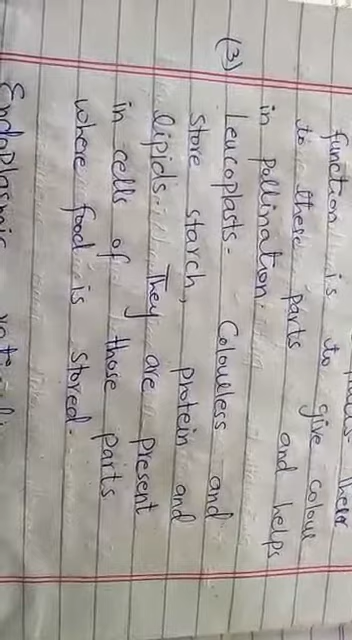 their
function is to give colour
to these parts and helps
in pollination.
(3) Leucoplasts - Colourless and
store starch, protein and
lipids. They are present
in cells of those parts
where food is stored.
Endoplasmic